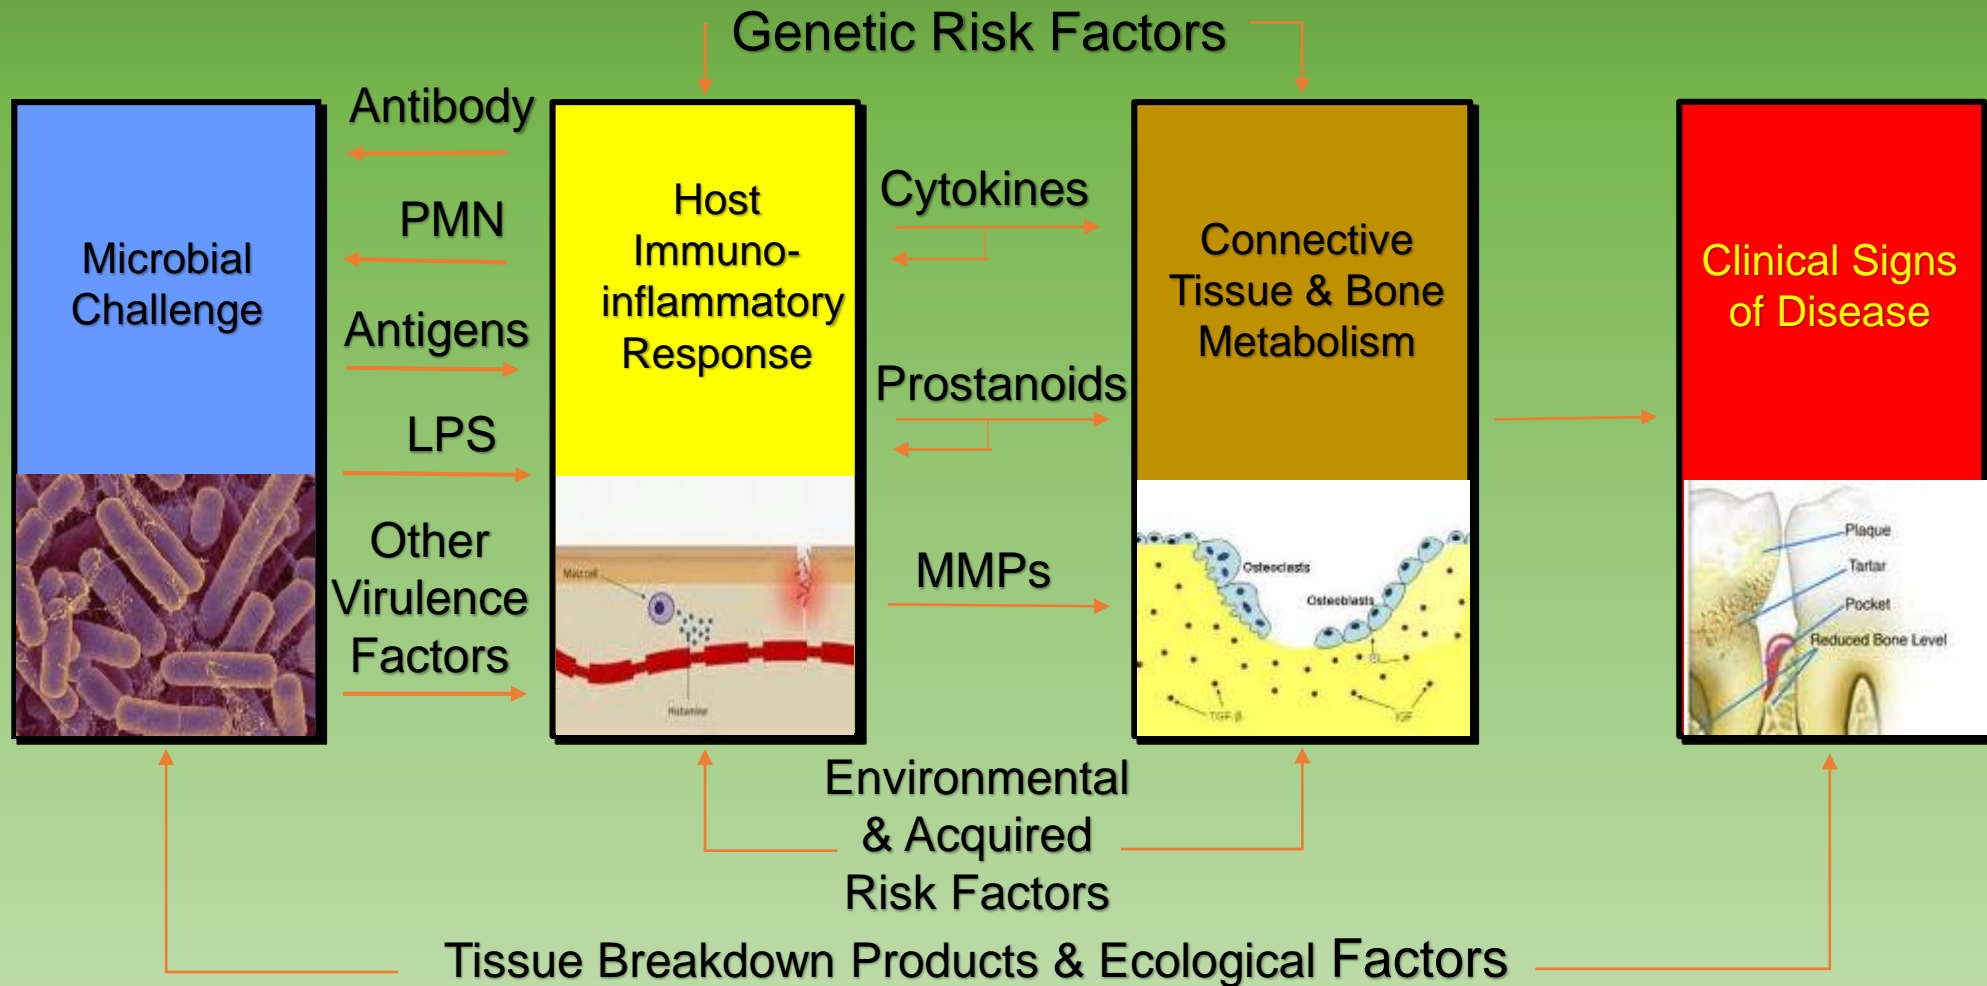 Genetic Risk Factors
Microbial
Challenge
Antibody
PMN
Antigens
LPS
Other
Virulence
Factors
Host
Immuno-
inflammatory
Response
Mast cell
Histamine
Cytokines
Prostanoids
MMPs
Connective
Tissue & Bone
Metabolism
Osteoclasts
Osteoblasts
TGF β
IGF
Clinical Signs
of Disease
Plaque
Tartar
Pocket
Reduced Bone Level
Environmental
& Acquired
Risk Factors
Tissue Breakdown Products & Ecological Factors